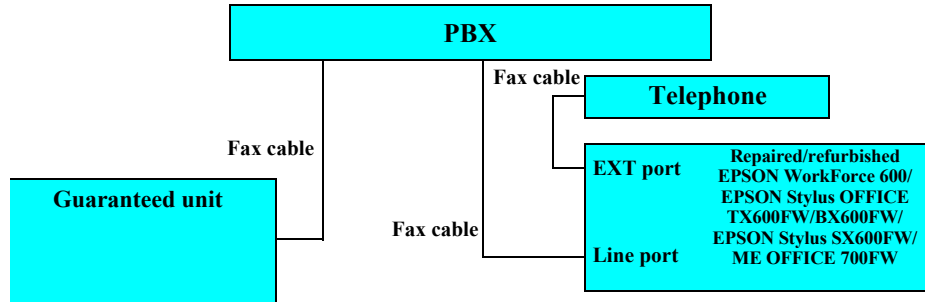 PBX
Fax cable
Telephone
Fax cable
EXT port
Repaired/refurbished
EPSON WorkForce 600/
EPSON Stylus OFFICE
TX600FW/BX600FW/
EPSON Stylus SX600FW/
ME OFFICE 700FW
Guaranteed unit
Fax cable
Line port